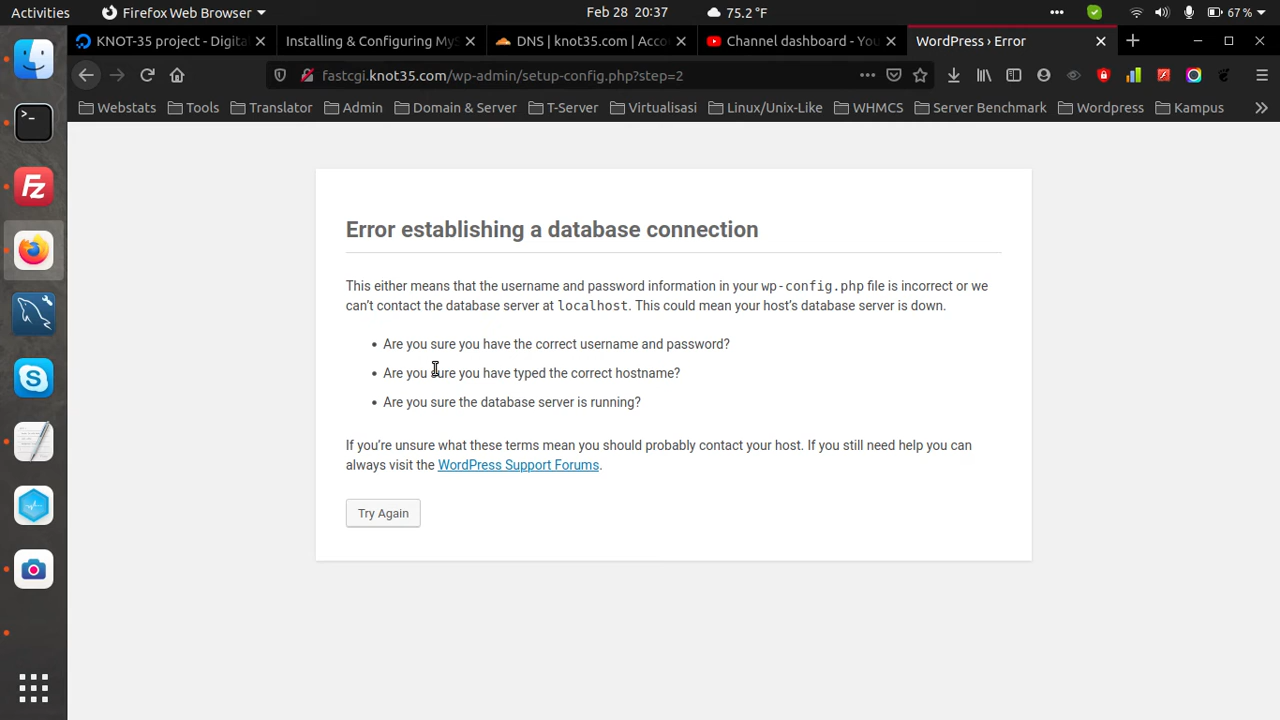 Activities Firefox Web Browser Feb 28 20:37 75.2 °F 67 %
KNOT-35 project - Digita Installing & Configuring MyS DNS | knot35.com | Acco Channel dashboard - You WordPress › Error
fastcgi.knot35.com/wp-admin/setup-config.php?step=2
Webstats Tools Translator Admin Domain & Server T-Server Virtualisasi Linux/Unix-Like WHMCS Server Benchmark Wordpress Kampus
Error establishing a database connection
This either means that the username and password information in your wp-config.php file is incorrect or we
can’t contact the database server at localhost. This could mean your host’s database server is down.
• Are you sure you have the correct username and password?
• Are you sure you have typed the correct hostname?
• Are you sure the database server is running?
If you’re unsure what these terms mean you should probably contact your host. If you still need help you can
always visit the WordPress Support Forums.
Try Again